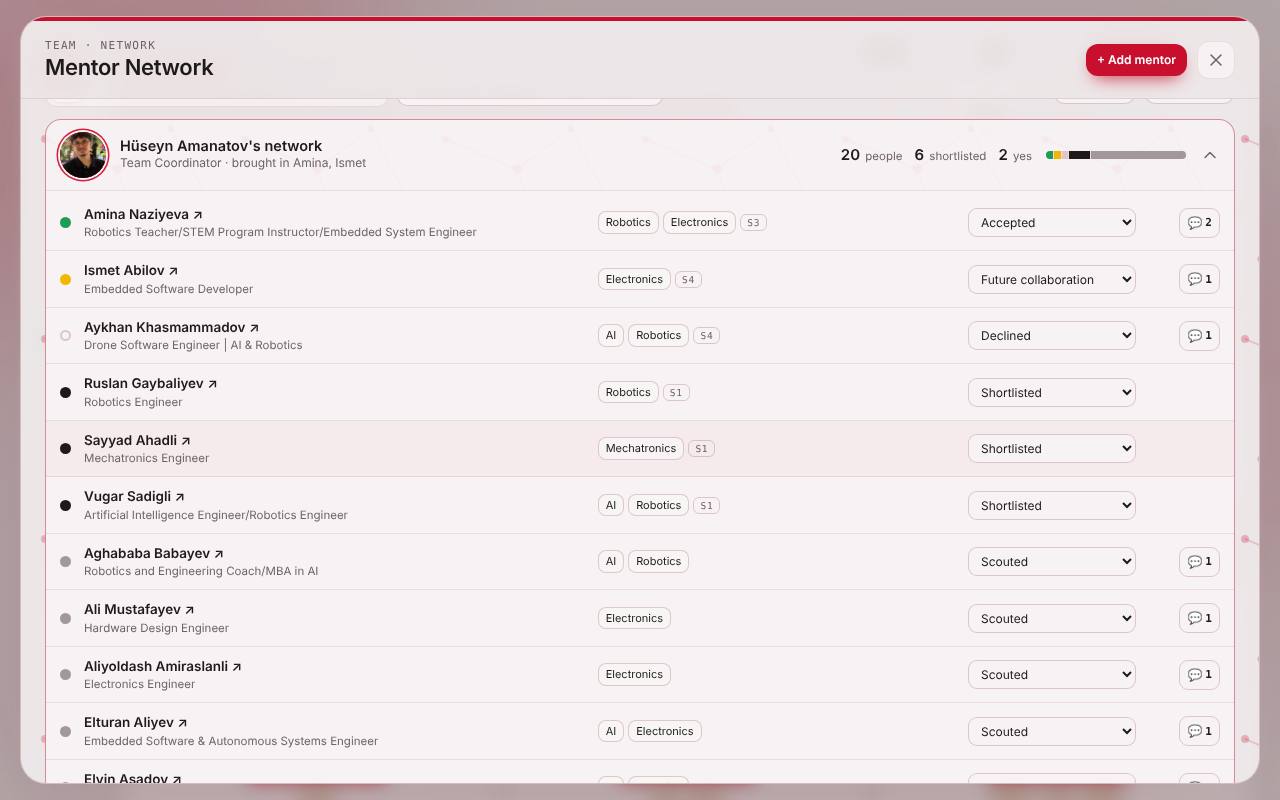 TEAM · NETWORK
Mentor Network
+ Add mentor
Hüseyn Amanatov's network
Team Coordinator · brought in Amina, Ismet
20 people 6 shortlisted 2 yes
Amina Naziyeva ↗
Robotics Teacher/STEM Program Instructor/Embedded System Engineer
Robotics Electronics S3
Accepted
2
Ismet Abilov ↗
Embedded Software Developer
Electronics S4
Future collaboration
1
Aykhan Khasmammadov ↗
Drone Software Engineer | AI & Robotics
AI Robotics S4
Declined
1
Ruslan Gaybaliyev ↗
Robotics Engineer
Robotics S1
Shortlisted
Sayyad Ahadli ↗
Mechatronics Engineer
Mechatronics S1
Shortlisted
Vugar Sadigli ↗
Artificial Intelligence Engineer/Robotics Engineer
AI Robotics S1
Shortlisted
Aghababa Babayev ↗
Robotics and Engineering Coach/MBA in AI
AI Robotics
Scouted
1
Ali Mustafayev ↗
Hardware Design Engineer
Electronics
Scouted
1
Aliyoldash Amiraslanli ↗
Electronics Engineer
Electronics
Scouted
1
Elturan Aliyev ↗
Embedded Software & Autonomous Systems Engineer
AI Electronics
Scouted
1
Elvin Asadov ↗